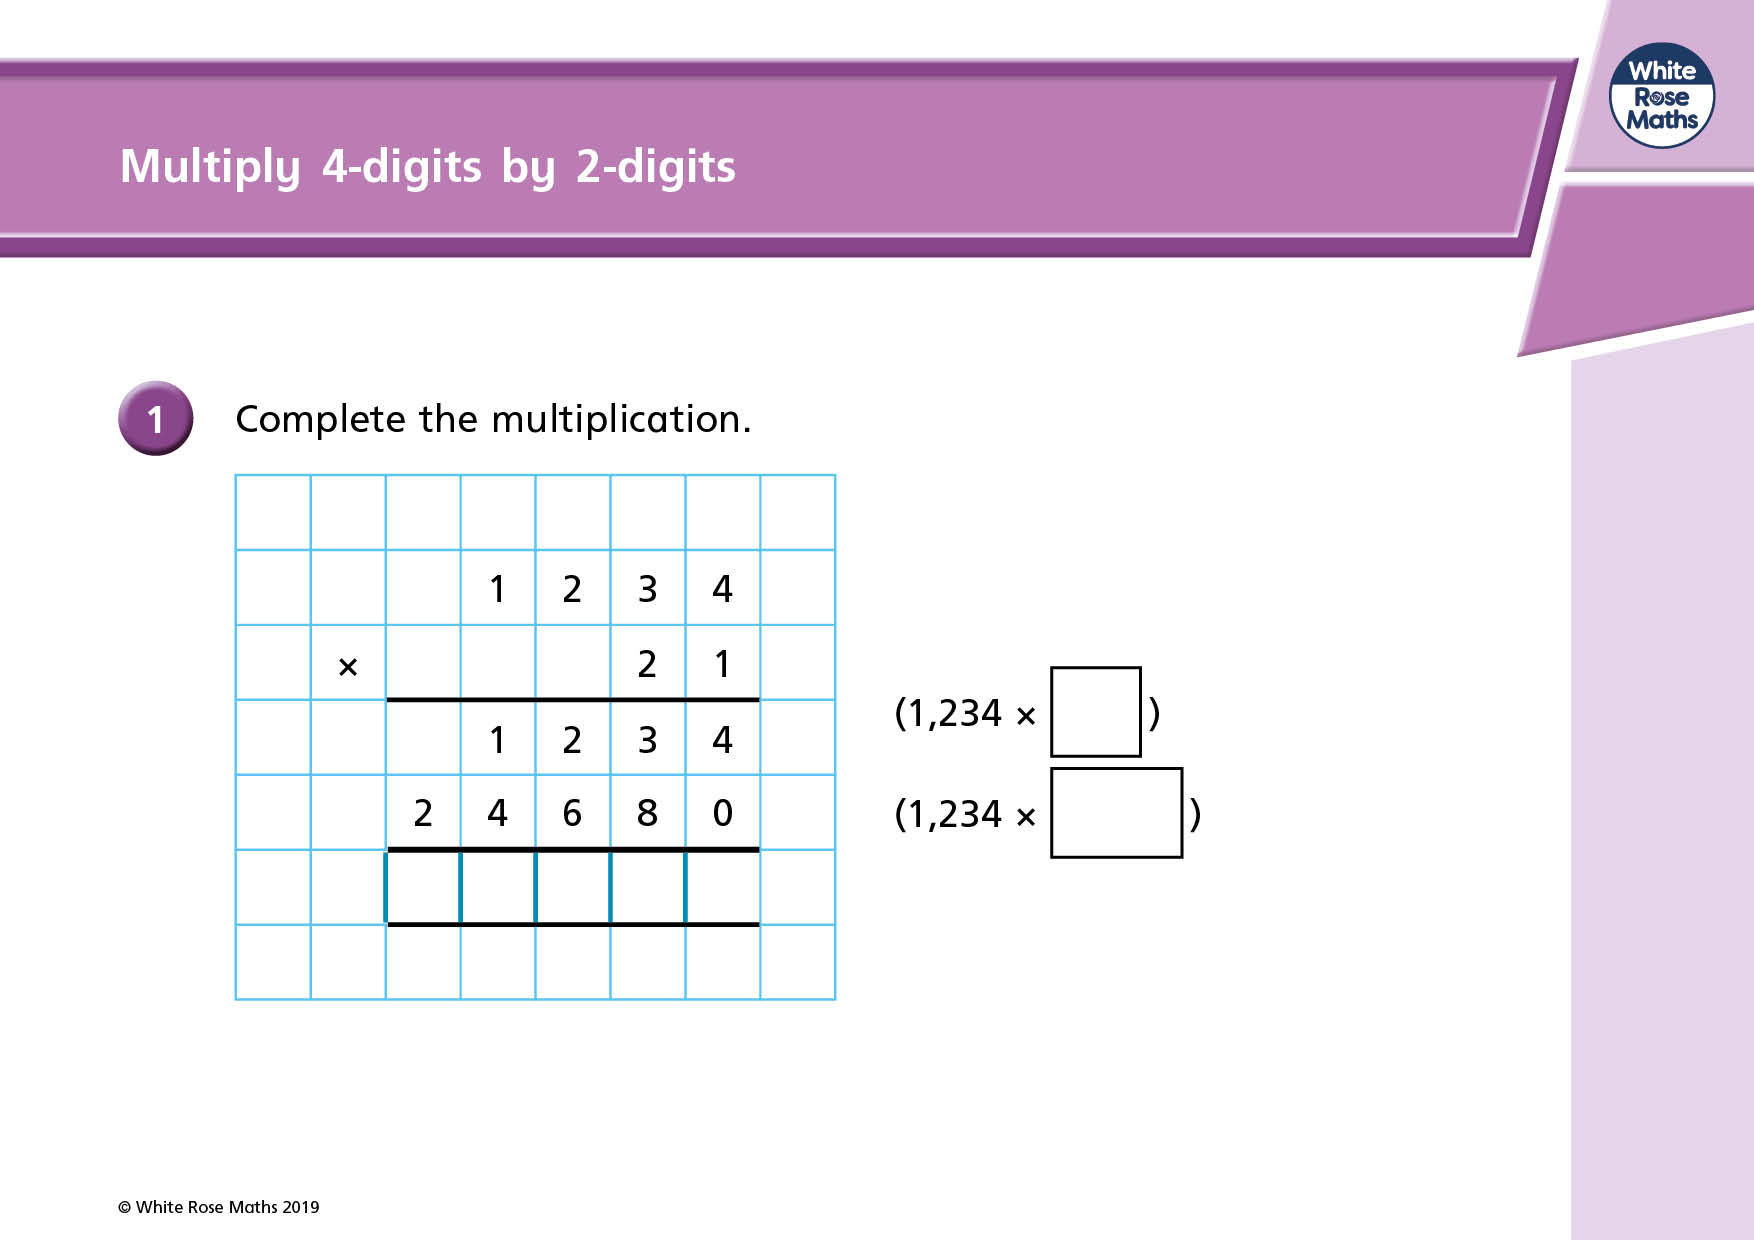 White
Rose
Maths
Multiply 4-digits by 2-digits
1 Complete the multiplication.
1 2 3 4
× 2 1
1 2 3 4 (1,234 × )
2 4 6 8 0 (1,234 × )
© White Rose Maths 2019